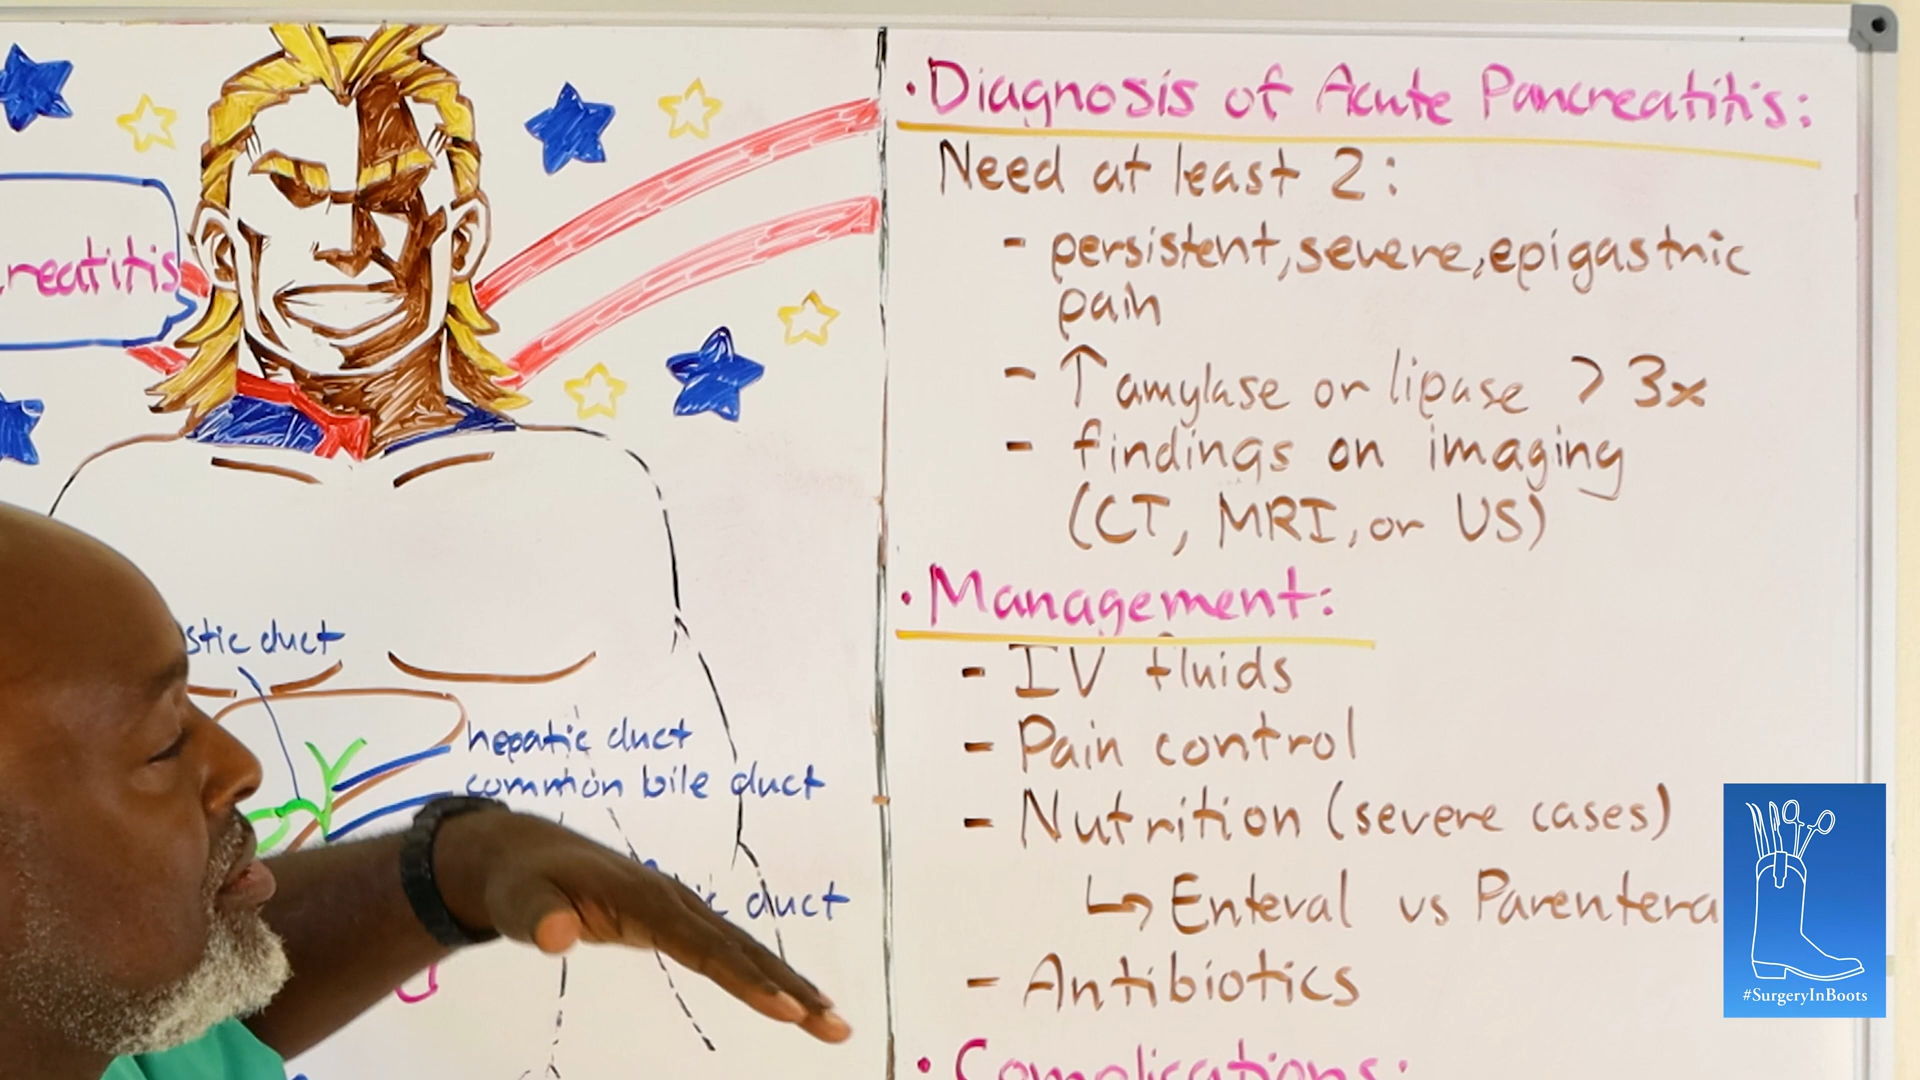 reatitis
stic duct
hepatic duct
common bile duct
ic duct
• Diagnosis of Acute Pancreatitis:
Need at least 2:
- persistent, severe, epigastric
pain
- ↑ amylase or lipase > 3x
- findings on imaging
(CT, MRI, or US)
• Management:
- IV fluids
- Pain control
- Nutrition (severe cases)
↳ Enteral vs Parentera
- Antibiotics
• Complications:
#SurgeryInBoots